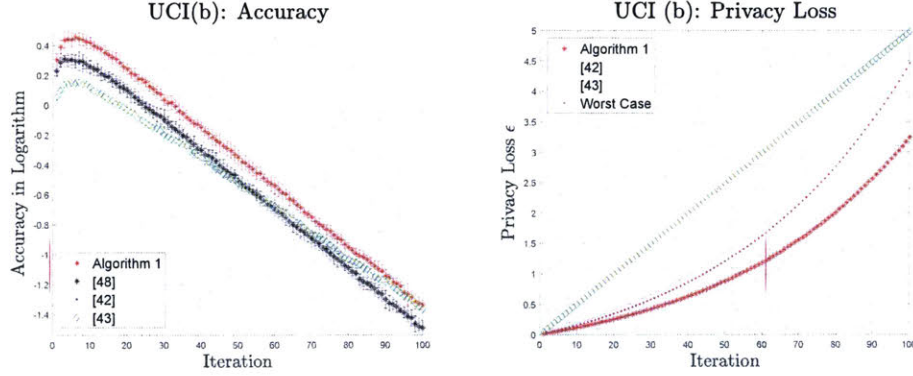 UCI(b): Accuracy
Accuracy in Logarithm
0.4
0.2
0
-0.2
-0.4
-0.6
-0.8
-1
-1.2
-1.4
Algorithm 1
[48]
[42]
[43]
0 10 20 30 40 50 60 70 80 90 100
Iteration
UCI (b): Privacy Loss
Privacy Loss ϵ
5
4.5
4
3.5
3
2.5
2
1.5
1
0.5
0
Algorithm 1
[42]
[43]
Worst Case
0 10 20 30 40 50 60 70 80 90 100
Iteration